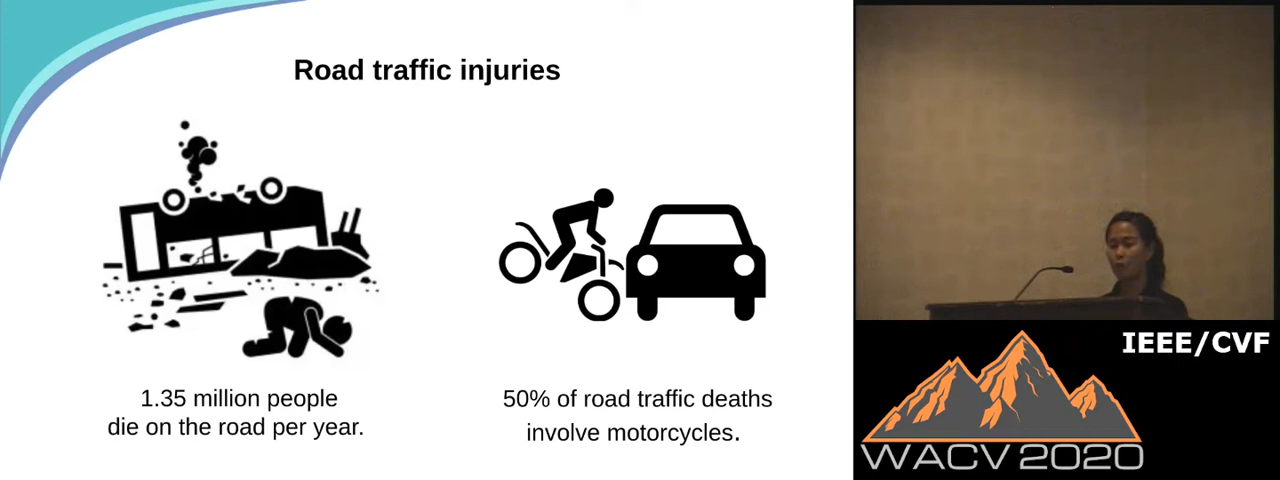 Road traffic injuries
1.35 million people
die on the road per year.
50% of road traffic deaths
involve motorcycles.
IEEE/CVF
WACV 2020